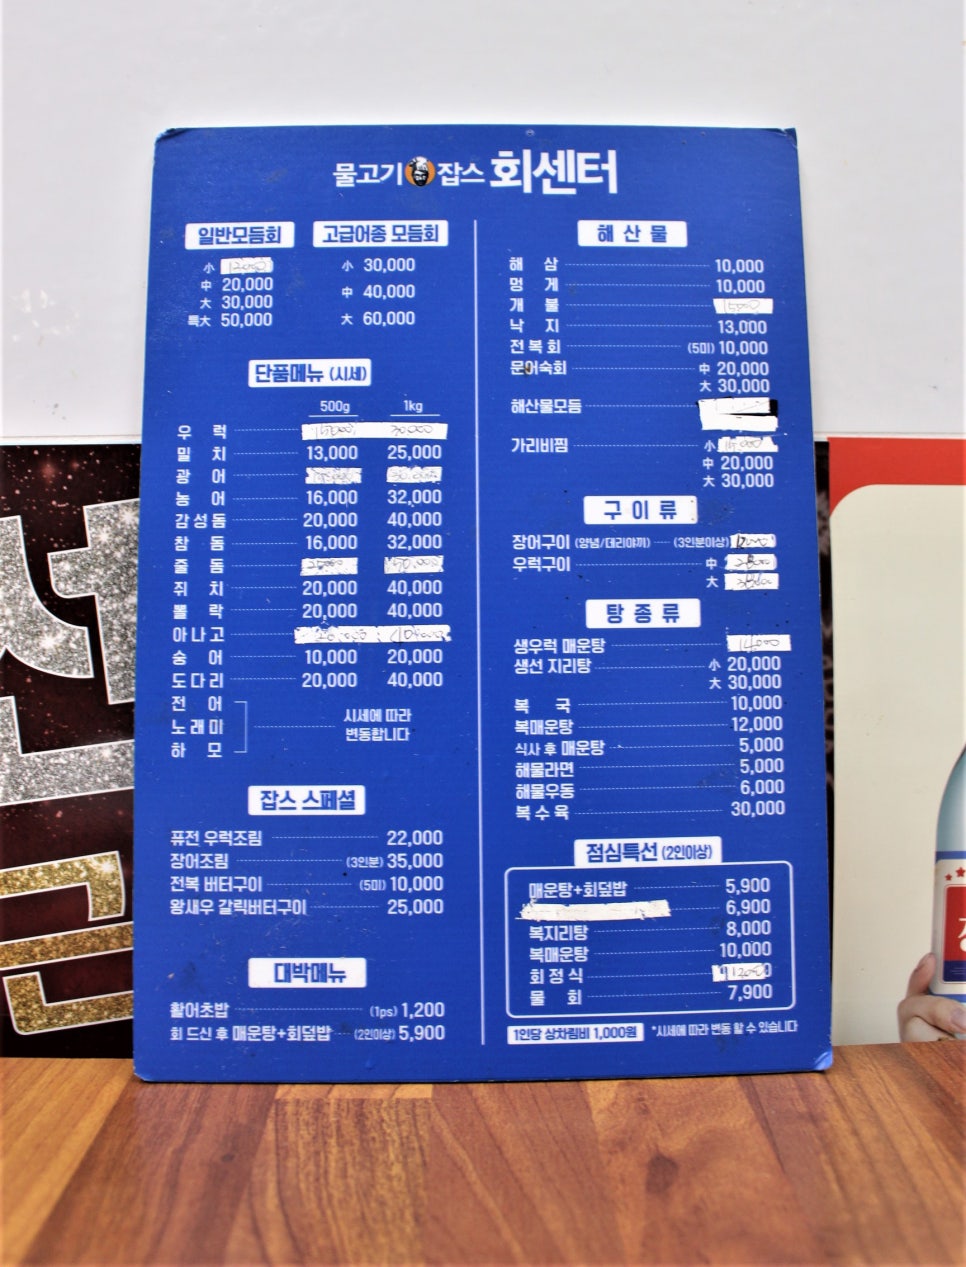 물고기 잡스 회센터
일반모듬회
小 12,000
中 20,000
大 30,000
특大 50,000
고급어종 모듬회
小 30,000
中 40,000
大 60,000
단품메뉴 (시세)
500g 1kg
우 럭 30,000
밀 치 13,000 25,000
광 어
농 어 16,000 32,000
감성돔 20,000 40,000
참 돔 16,000 32,000
줄 돔
쥐 치 20,000 40,000
뽈 락 20,000 40,000
아나고
숭 어 10,000 20,000
도다리 20,000 40,000
전 어
노래미
하 모
시세에 따라
변동합니다
잡스 스페셜
퓨전 우럭조림 22,000
장어조림 (3인분) 35,000
전복 버터구이 (5미) 10,000
왕새우 갈릭버터구이 25,000
대박메뉴
활어초밥 (1ps) 1,200
회 드신 후 매운탕+회덮밥 (2인이상) 5,900
해산물
해 삼 10,000
멍 게 10,000
개 불 15,000
낙 지 13,000
전복회 (5미) 10,000
문어숙회 中 20,000
大 30,000
해산물모듬
가리비찜 小
中 20,000
大 30,000
구이류
장어구이 (양념/데리야끼) (3인분이상)
우럭구이 中
大
탕종류
생우럭 매운탕 14,000
생선 지리탕 小 20,000
大 30,000
복 국 10,000
복매운탕 12,000
식사 후 매운탕 5,000
해물라면 5,000
해물우동 6,000
복수육 30,000
점심특선 (2인이상)
매운탕+회덮밥 5,900
6,900
복지리탕 8,000
복매운탕 10,000
회정식
물 회 7,900
1인당 상차림비 1,000원 *시세에 따라 변동 할 수 있습니다